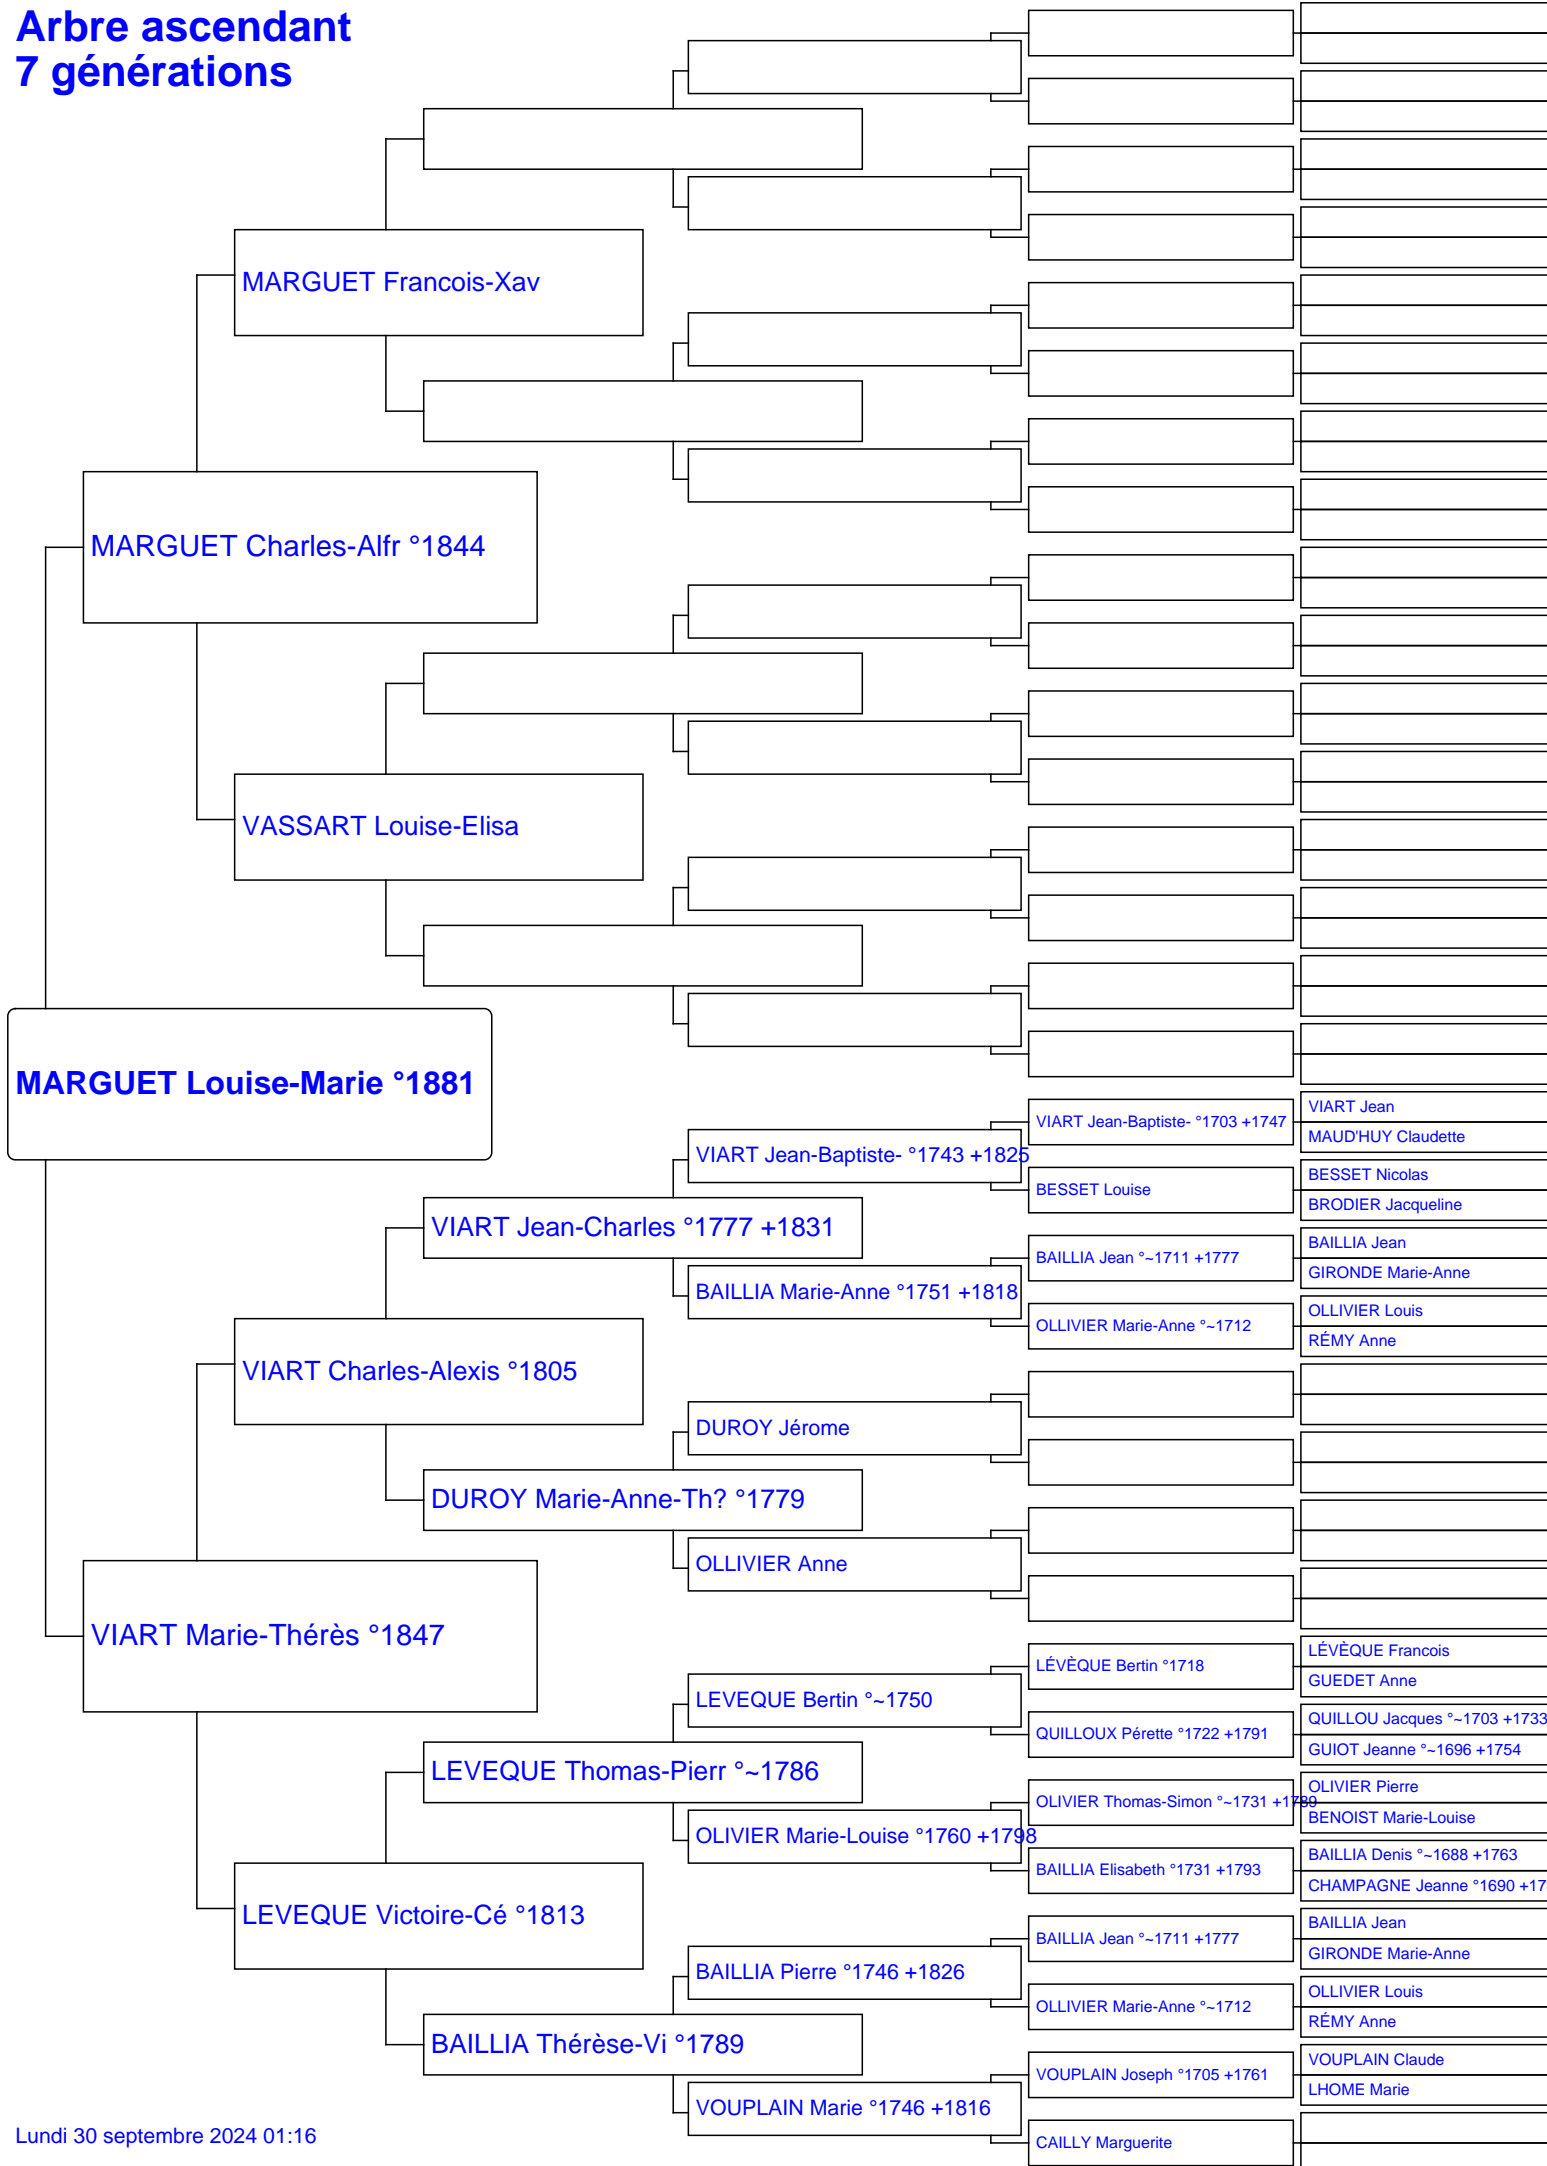 Arbre ascendant
7 générations
MARGUET Francois-Xav
MARGUET Charles-Alfr °1844
VASSART Louise-Elisa
MARGUET Louise-Marie °1881
VIART Jean
VIART Jean-Baptiste- °1703 +1747
MAUD'HUY Claudette
VIART Jean-Baptiste- °1743 +1825
BESSET Nicolas
BESSET Louise
BRODIER Jacqueline
VIART Jean-Charles °1777 +1831
BAILLIA Jean
BAILLIA Jean °~1711 +1777
GIRONDE Marie-Anne
BAILLIA Marie-Anne °1751 +1818
OLLIVIER Louis
OLLIVIER Marie-Anne °~1712
RÉMY Anne
VIART Charles-Alexis °1805
DUROY Jérome
DUROY Marie-Anne-Th? °1779
OLLIVIER Anne
VIART Marie-Thérès °1847
LÉVÈQUE Francois
LÉVÈQUE Bertin °1718
GUEDET Anne
LEVEQUE Bertin °~1750
QUILLOU Jacques °~1703 +1733
QUILLOUX Pérette °1722 +1791
GUIOT Jeanne °~1696 +1754
LEVEQUE Thomas-Pierr °~1786
OLIVIER Pierre
OLIVIER Thomas-Simon °~1731 +1789
BENOIST Marie-Louise
OLIVIER Marie-Louise °1760 +1798
BAILLIA Denis °~1688 +1763
BAILLIA Elisabeth °1731 +1793
CHAMPAGNE Jeanne °1690 +17
LEVEQUE Victoire-Cé °1813
BAILLIA Jean
BAILLIA Jean °~1711 +1777
GIRONDE Marie-Anne
BAILLIA Pierre °1746 +1826
OLLIVIER Louis
OLLIVIER Marie-Anne °~1712
RÉMY Anne
BAILLIA Thérèse-Vi °1789
VOUPLAIN Claude
VOUPLAIN Joseph °1705 +1761
LHOME Marie
VOUPLAIN Marie °1746 +1816
CAILLY Marguerite
Lundi 30 septembre 2024 01:16